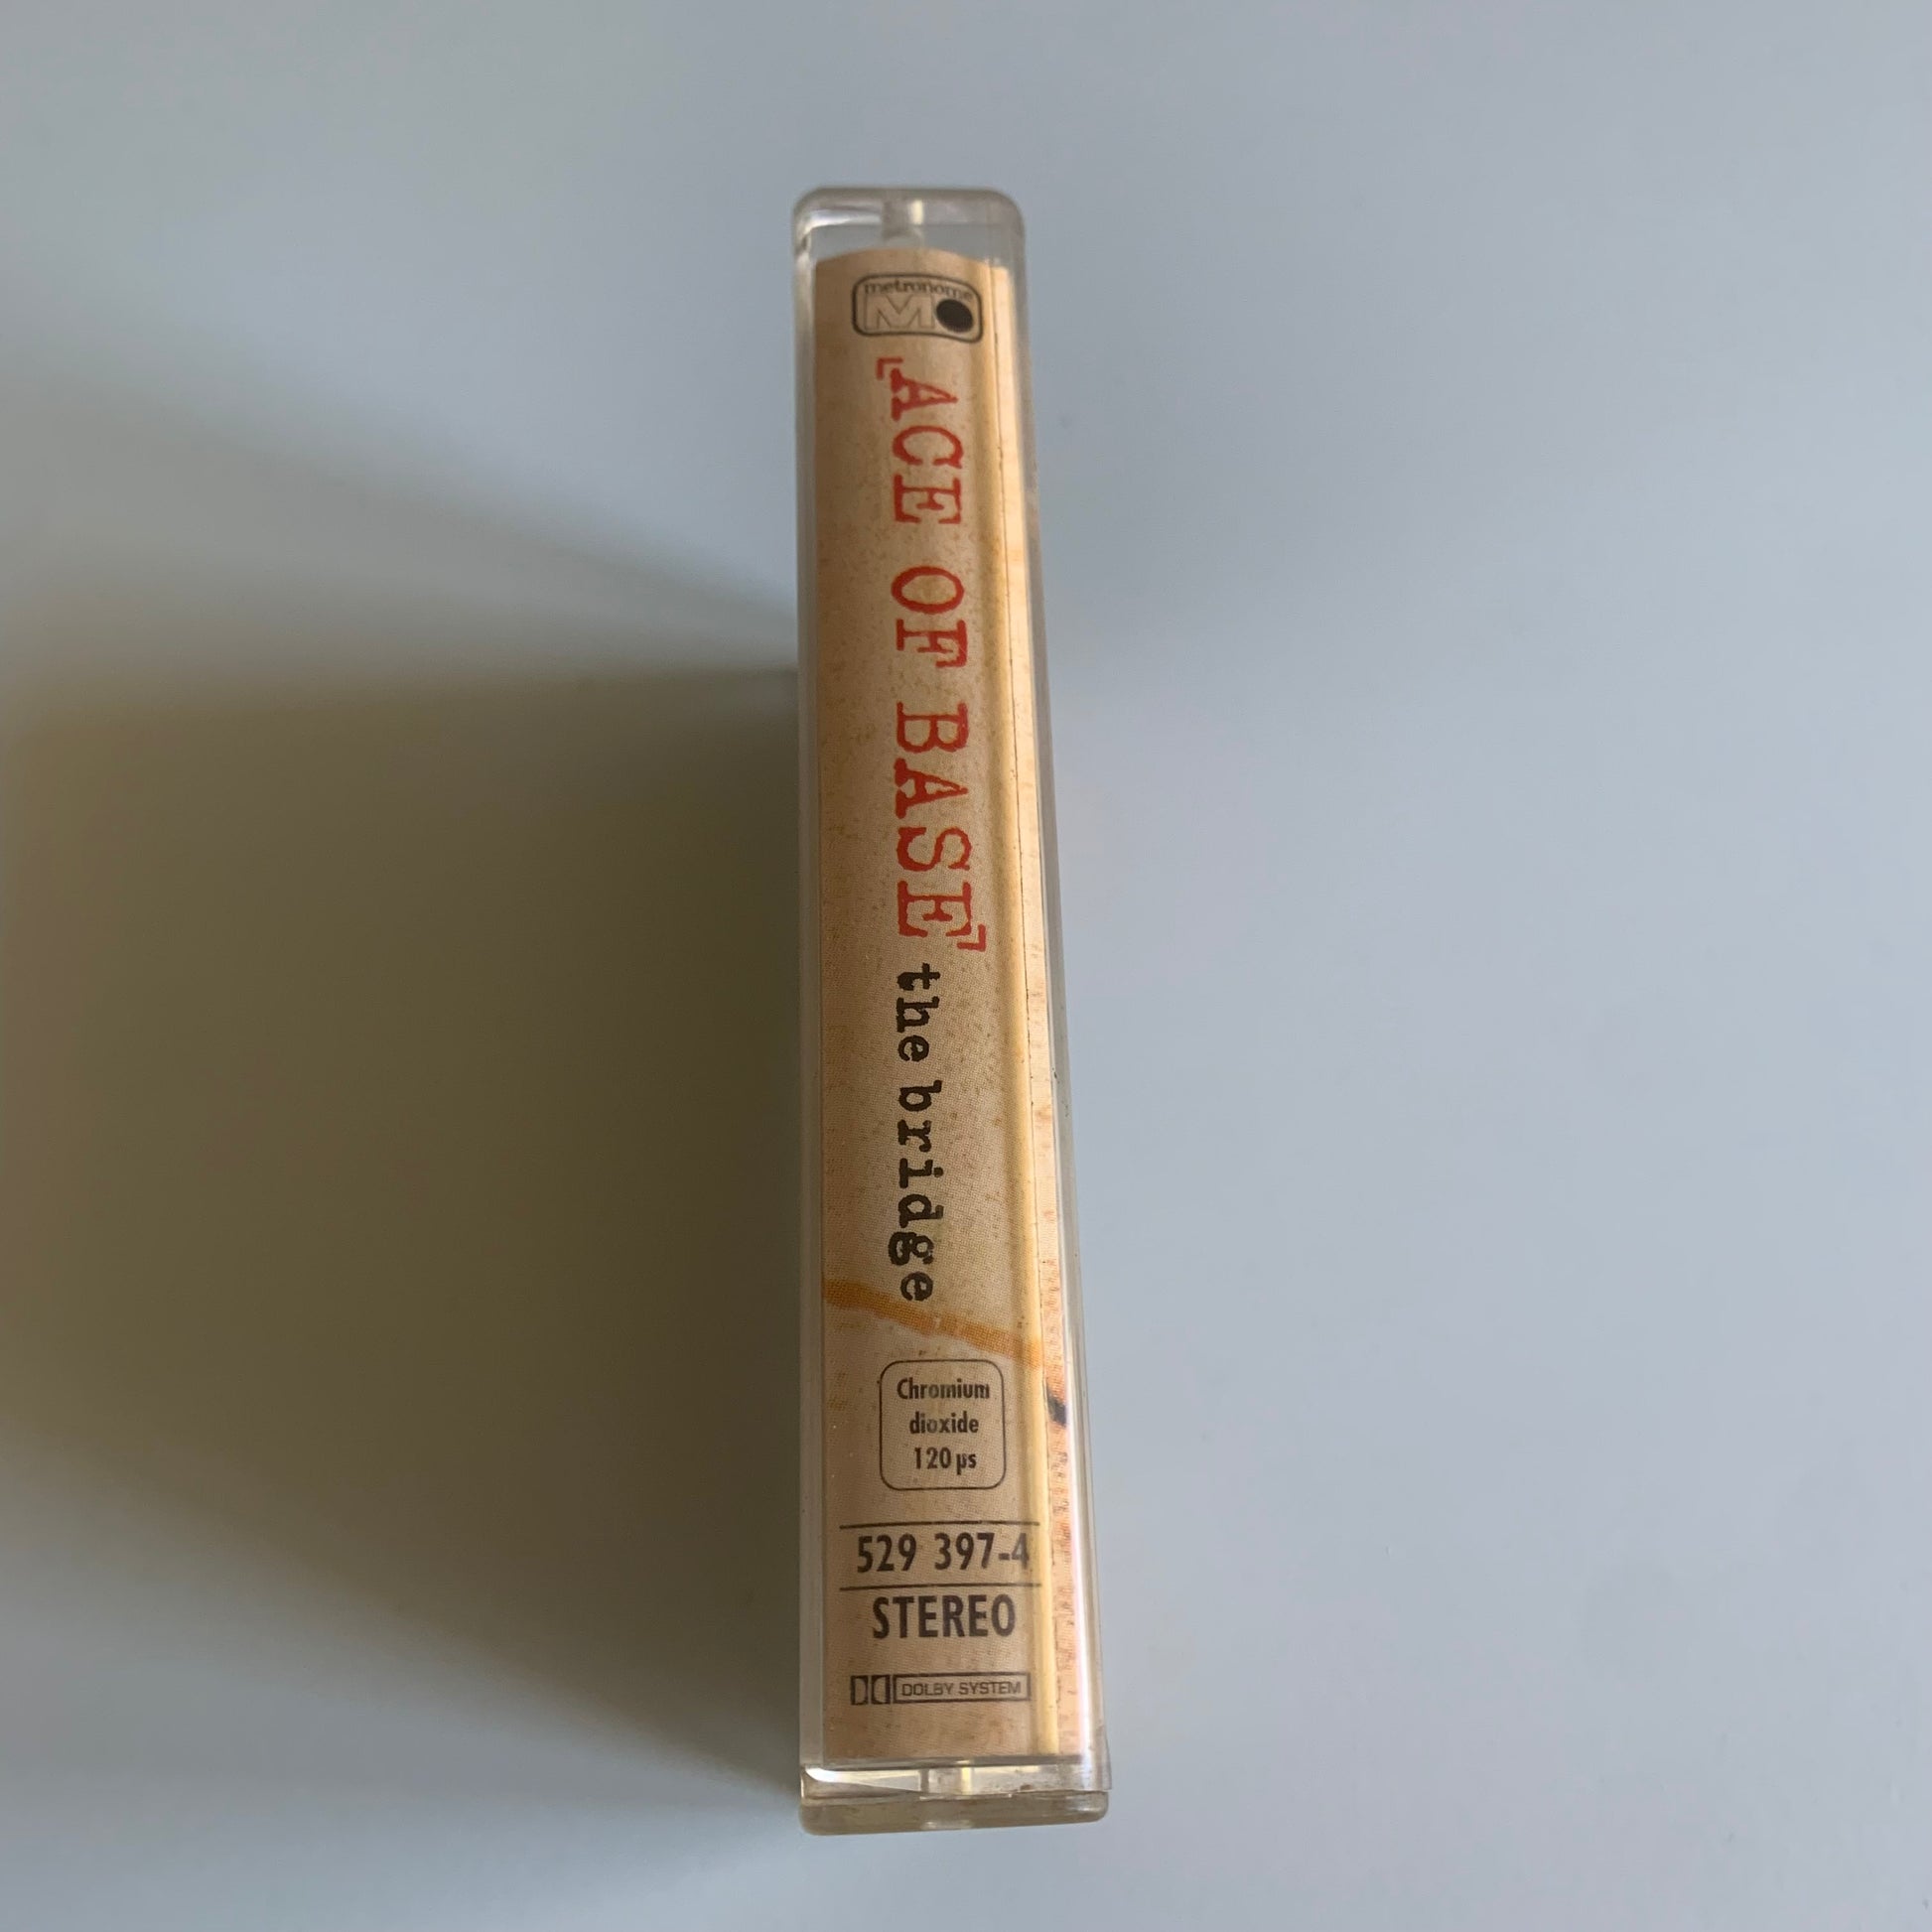 metronome
M
「ACE OF BASE」
the bridge
Chromium
dioxide
120 µs
529 397-4
STEREO
DOLBY SYSTEM